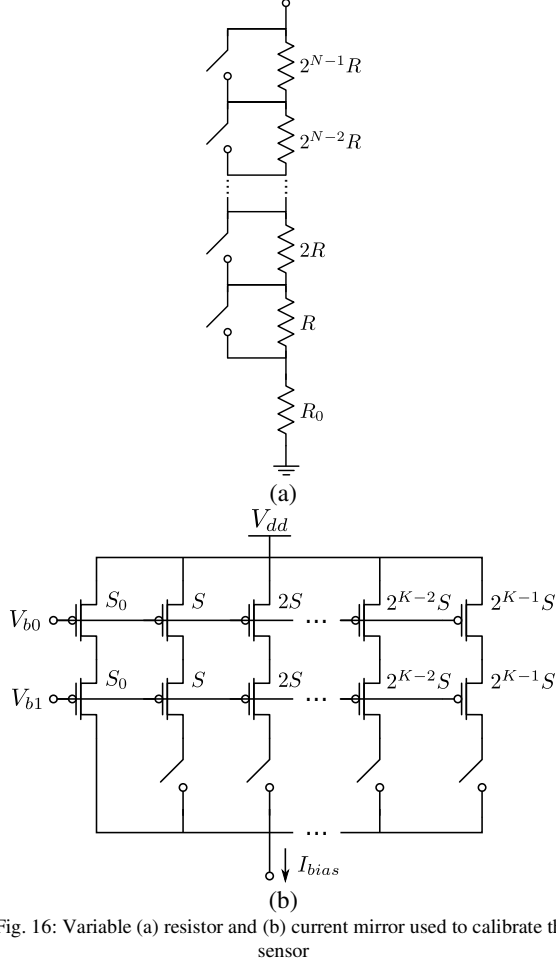 2^{N-1}R
2^{N-2}R
2R
R
R_0
(a)
V_{dd}
S_0 S 2S 2^{K-2}S 2^{K-1}S
V_{b0} ...
S_0 S 2S 2^{K-2}S 2^{K-1}S
V_{b1} ...
...
I_{bias}
(b)
Fig. 16: Variable (a) resistor and (b) current mirror used to calibrate
sensor